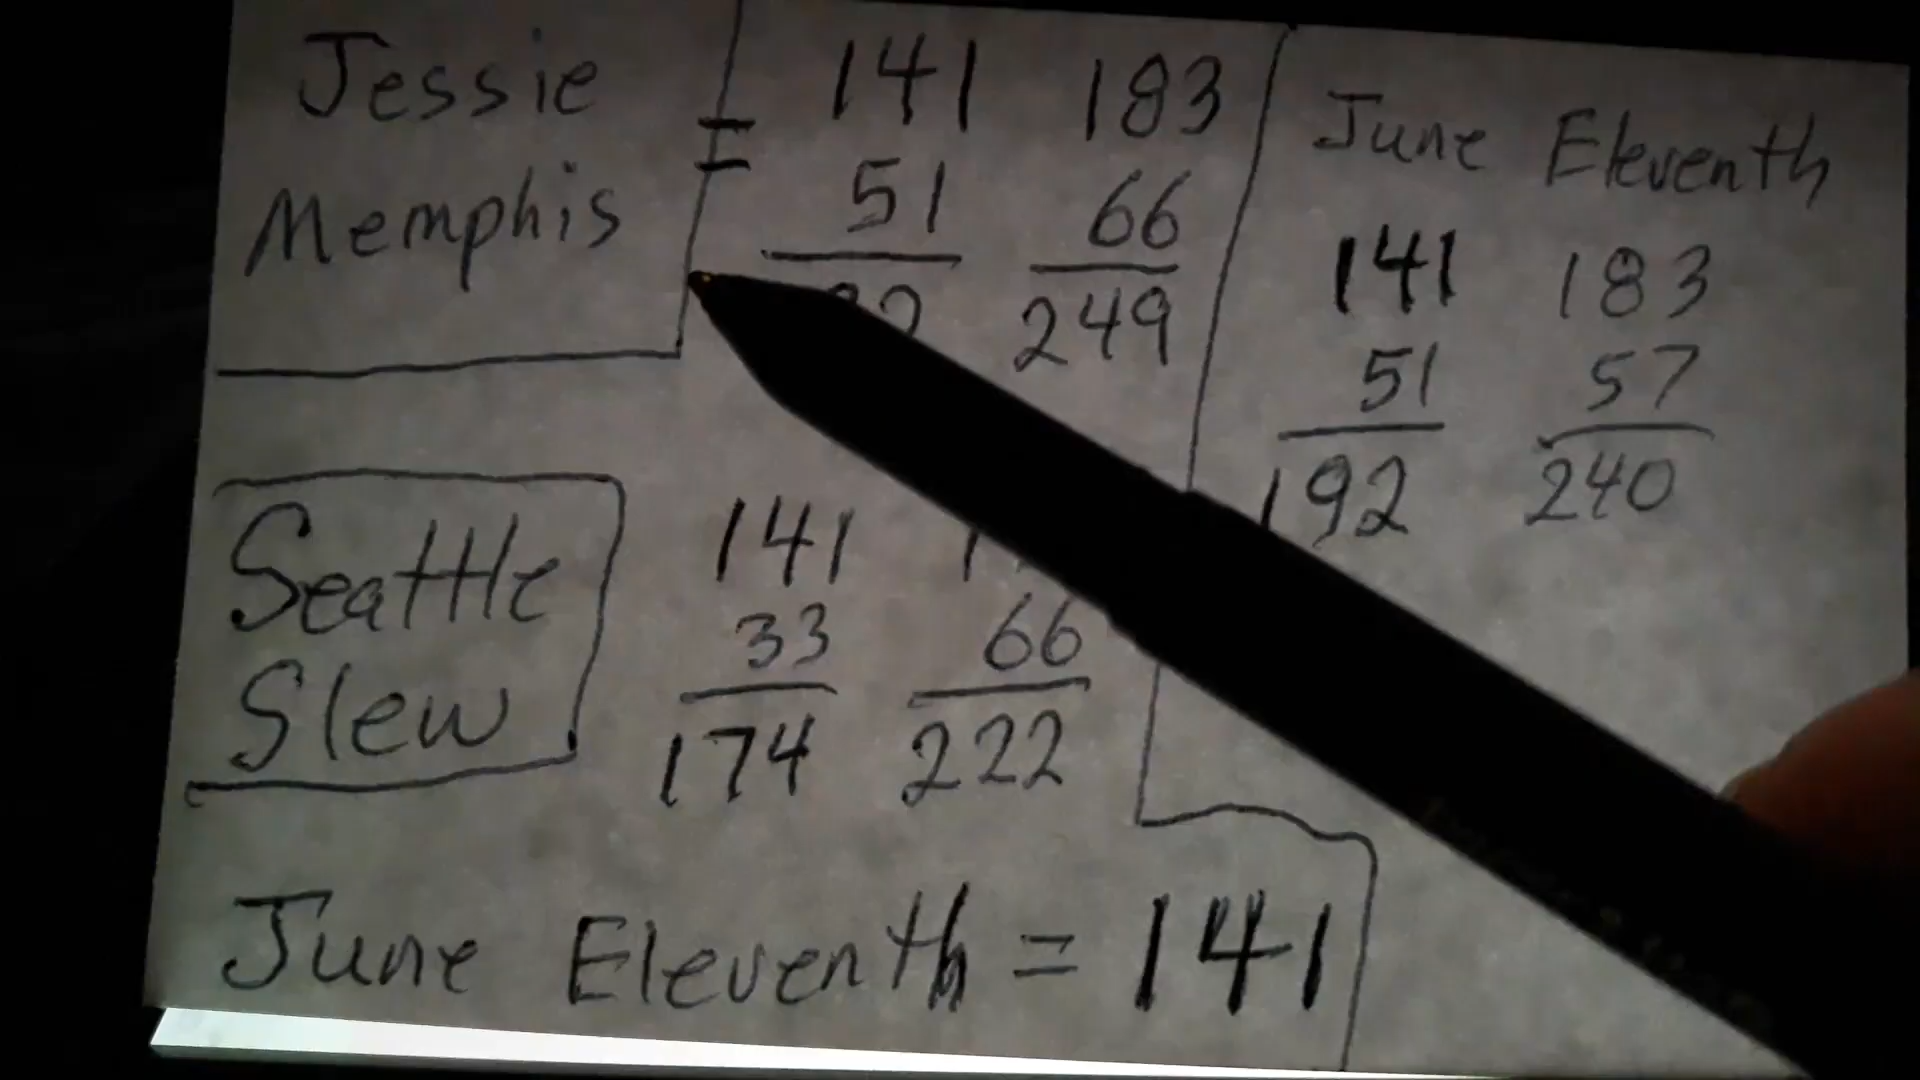 Jessie
Memphis
=
141 183
51 66
249
Seattle
Slew
141
33 66
174 222
June Eleventh
141 183
51 57
192 240
June Eleventh = 141